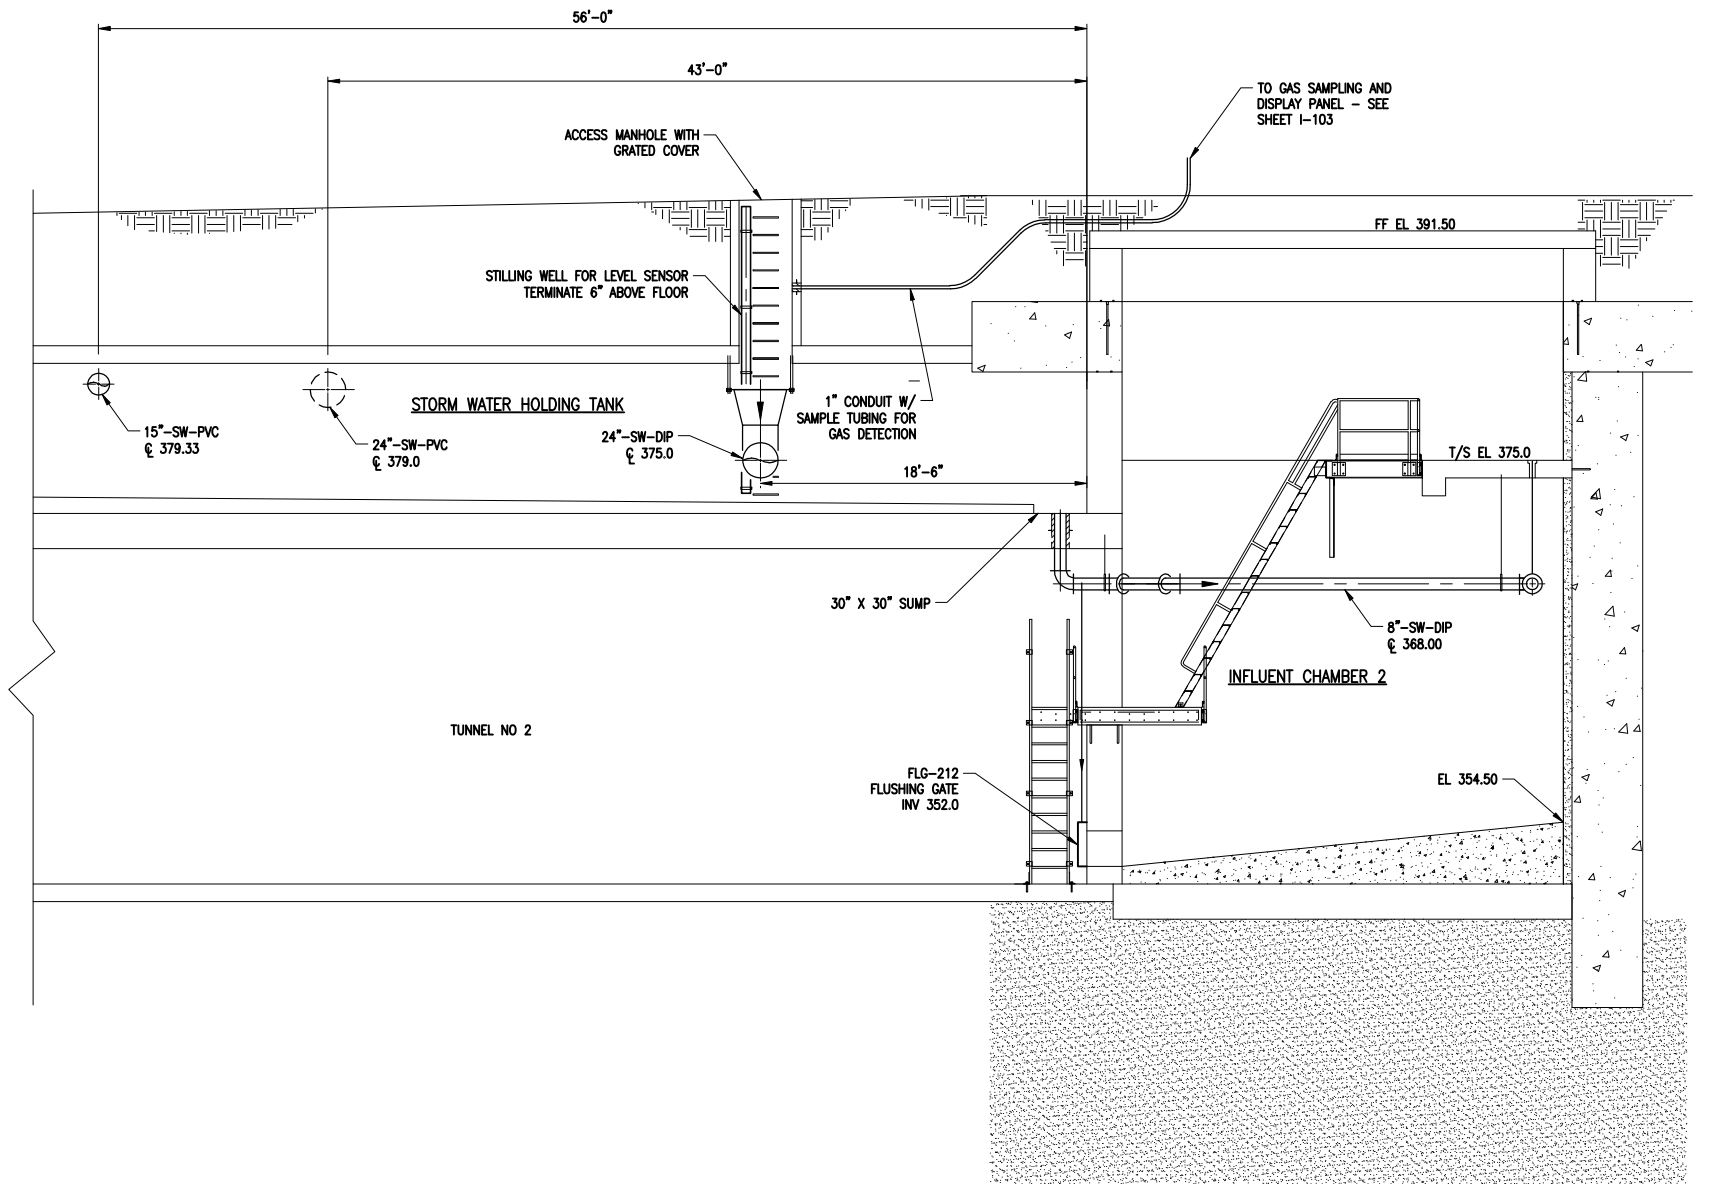 56'-0"
43'-0"
TO GAS SAMPLING AND
DISPLAY PANEL - SEE
SHEET I-103
ACCESS MANHOLE WITH
GRATED COVER
FF EL 391.50
STILLING WELL FOR LEVEL SENSOR
TERMINATE 6" ABOVE FLOOR
1" CONDUIT W/
SAMPLE TUBING FOR
GAS DETECTION
STORM WATER HOLDING TANK
15"-SW-PVC
℄ 379.33
24"-SW-PVC
℄ 379.0
24"-SW-DIP
℄ 375.0
T/S EL 375.0
18'-6"
30" X 30" SUMP
8"-SW-DIP
℄ 368.00
INFLUENT CHAMBER 2
TUNNEL NO 2
FLG-212
FLUSHING GATE
INV 352.0
EL 354.50